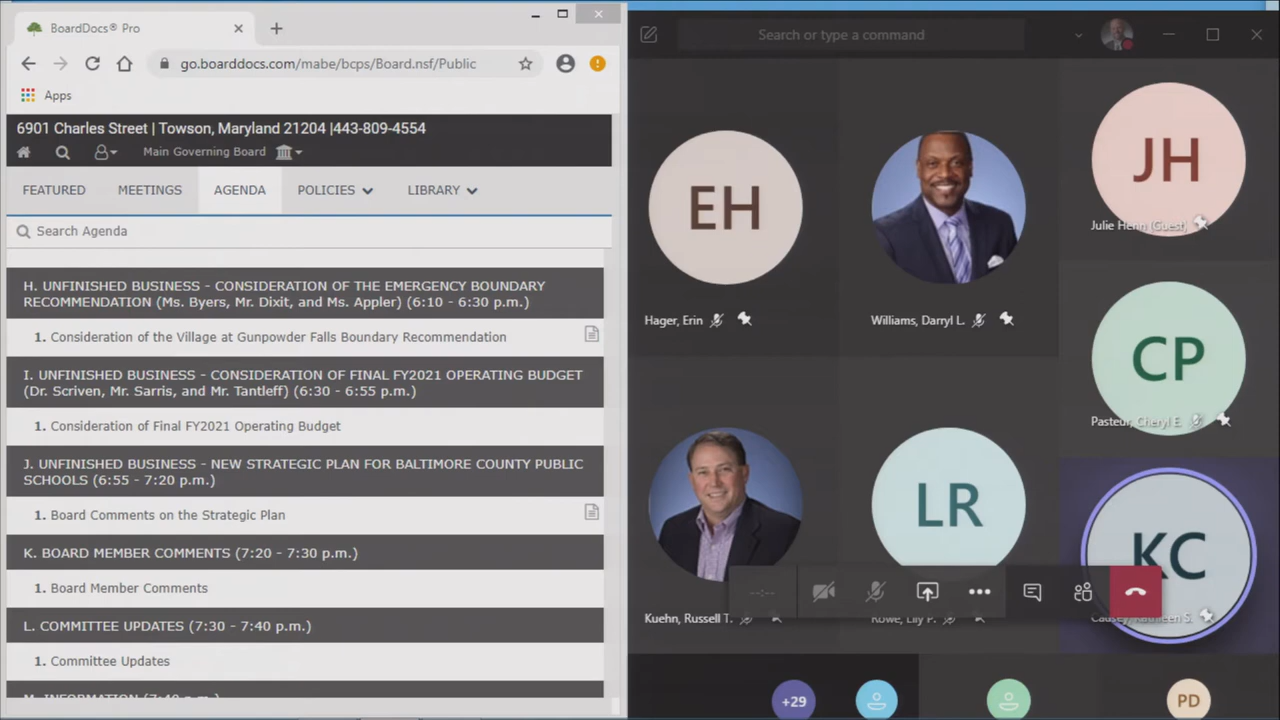 BoardDocs® Pro
go.boarddocs.com/mabe/bcps/Board.nsf/Public
Apps
6901 Charles Street | Towson, Maryland 21204 |443-809-4554
Main Governing Board
FEATURED MEETINGS AGENDA POLICIES LIBRARY
Search Agenda
H. UNFINISHED BUSINESS - CONSIDERATION OF THE EMERGENCY BOUNDARY
RECOMMENDATION (Ms. Byers, Mr. Dixit, and Ms. Appler) (6:10 - 6:30 p.m.)
1. Consideration of the Village at Gunpowder Falls Boundary Recommendation
I. UNFINISHED BUSINESS - CONSIDERATION OF FINAL FY2021 OPERATING BUDGET
(Dr. Scriven, Mr. Sarris, and Mr. Tantleff) (6:30 - 6:55 p.m.)
1. Consideration of Final FY2021 Operating Budget
J. UNFINISHED BUSINESS - NEW STRATEGIC PLAN FOR BALTIMORE COUNTY PUBLIC
SCHOOLS (6:55 - 7:20 p.m.)
1. Board Comments on the Strategic Plan
K. BOARD MEMBER COMMENTS (7:20 - 7:30 p.m.)
1. Board Member Comments
L. COMMITTEE UPDATES (7:30 - 7:40 p.m.)
1. Committee Updates
M. INFORMATION (7:40 p.m.)
Search or type a command
EH
JH
Julie Henn (Guest)
Hager, Erin
Williams, Darryl L.
CP
Pasteur, Cheryl E.
LR
KC
--:--
Kuehn, Russell T.
Rowe, Lily P.
Causey, Kathleen S.
+29
PD